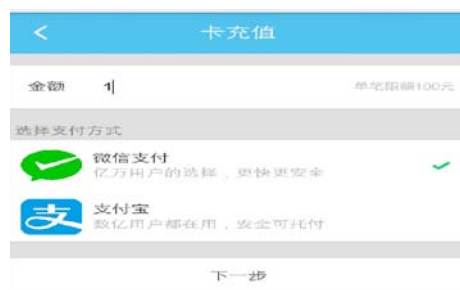 卡充值
金额 1 单笔限额100元
选择支付方式
微信支付
亿万用户的选择，更快更安全
支付宝
数亿用户都在用，安全可托付
下一步